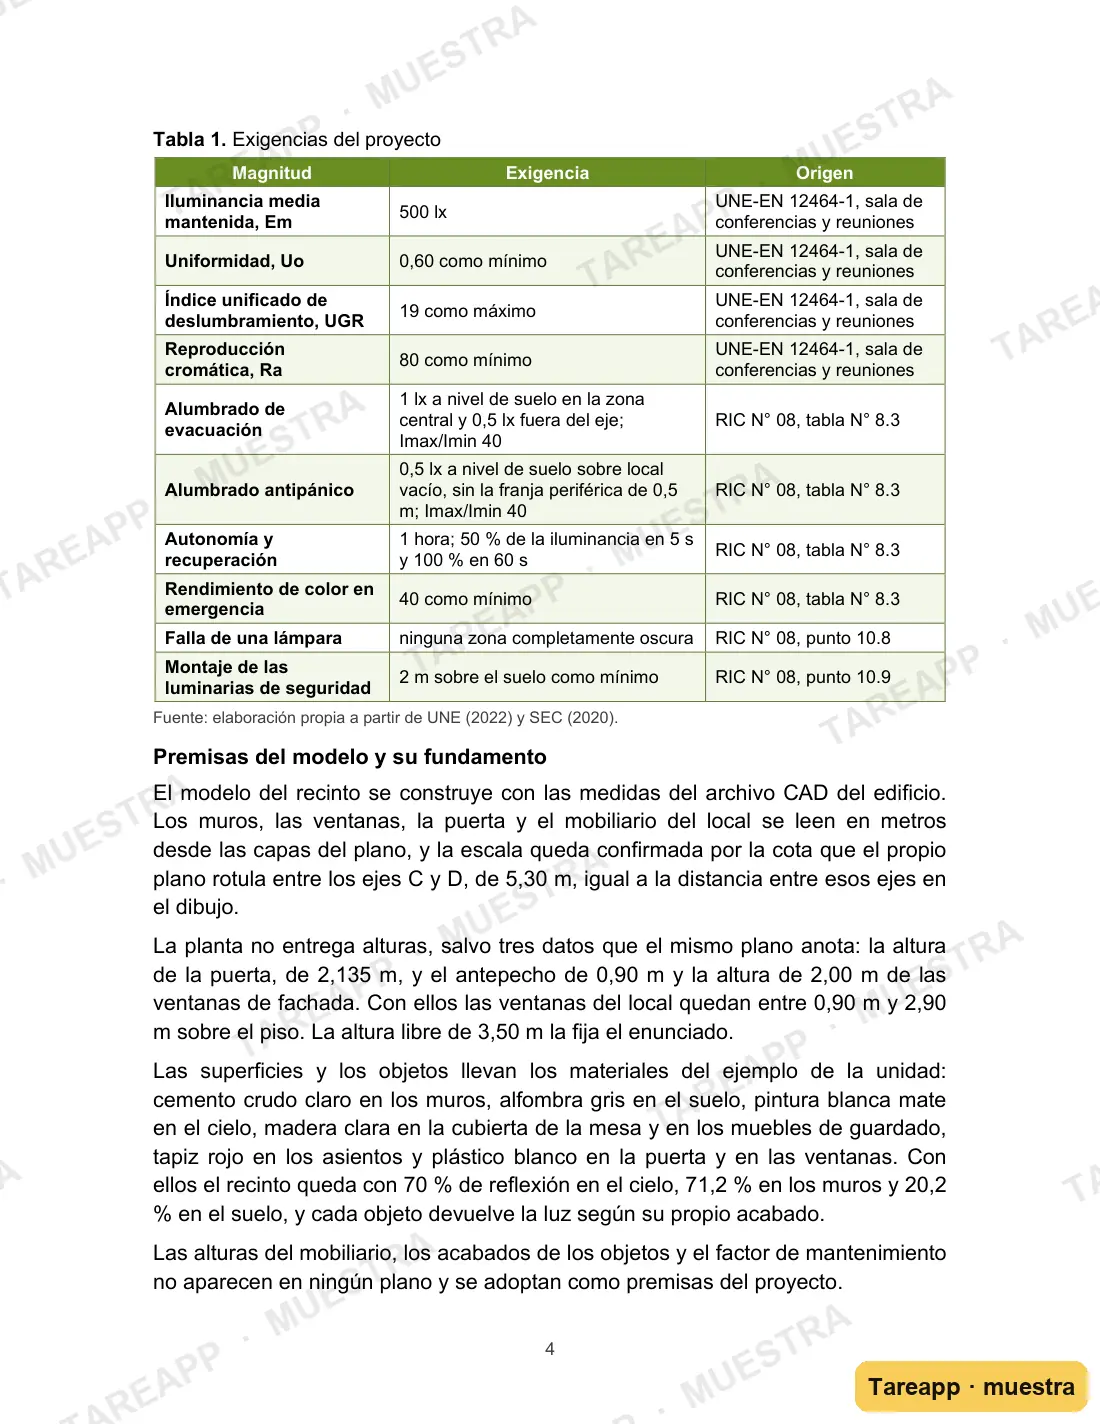 Tabla 1. Exigencias del proyecto
Magnitud Exigencia Origen
Iluminancia media mantenida, Em 500 lx UNE-EN 12464-1, sala de conferencias y reuniones
Uniformidad, Uo 0,60 como mínimo UNE-EN 12464-1, sala de conferencias y reuniones
Índice unificado de deslumbramiento, UGR 19 como máximo UNE-EN 12464-1, sala de conferencias y reuniones
Reproducción cromática, Ra 80 como mínimo UNE-EN 12464-1, sala de conferencias y reuniones
Alumbrado de evacuación 1 lx a nivel de suelo en la zona central y 0,5 lx fuera del eje; Imax/Imin 40 RIC N° 08, tabla N° 8.3
Alumbrado antipánico 0,5 lx a nivel de suelo sobre local vacío, sin la franja periférica de 0,5 m; Imax/Imin 40 RIC N° 08, tabla N° 8.3
Autonomía y recuperación 1 hora; 50 % de la iluminancia en 5 s y 100 % en 60 s RIC N° 08, tabla N° 8.3
Rendimiento de color en emergencia 40 como mínimo RIC N° 08, tabla N° 8.3
Falla de una lámpara ninguna zona completamente oscura RIC N° 08, punto 10.8
Montaje de las luminarias de seguridad 2 m sobre el suelo como mínimo RIC N° 08, punto 10.9
Fuente: elaboración propia a partir de UNE (2022) y SEC (2020).
Premisas del modelo y su fundamento
El modelo del recinto se construye con las medidas del archivo CAD del edificio.
Los muros, las ventanas, la puerta y el mobiliario del local se leen en metros
desde las capas del plano, y la escala queda confirmada por la cota que el propio
plano rotula entre los ejes C y D, de 5,30 m, igual a la distancia entre esos ejes en
el dibujo.
La planta no entrega alturas, salvo tres datos que el mismo plano anota: la altura
de la puerta, de 2,135 m, y el antepecho de 0,90 m y la altura de 2,00 m de las
ventanas de fachada. Con ellos las ventanas del local quedan entre 0,90 m y 2,90
m sobre el piso. La altura libre de 3,50 m la fija el enunciado.
Las superficies y los objetos llevan los materiales del ejemplo de la unidad:
cemento crudo claro en los muros, alfombra gris en el suelo, pintura blanca mate
en el cielo, madera clara en la cubierta de la mesa y en los muebles de guardado,
tapiz rojo en los asientos y plástico blanco en la puerta y en las ventanas. Con
ellos el recinto queda con 70 % de reflexión en el cielo, 71,2 % en los muros y 20,2
% en el suelo, y cada objeto devuelve la luz según su propio acabado.
Las alturas del mobiliario, los acabados de los objetos y el factor de mantenimiento
no aparecen en ningún plano y se adoptan como premisas del proyecto.
4
Tareapp · muestra
TAREAPP · MUESTRA